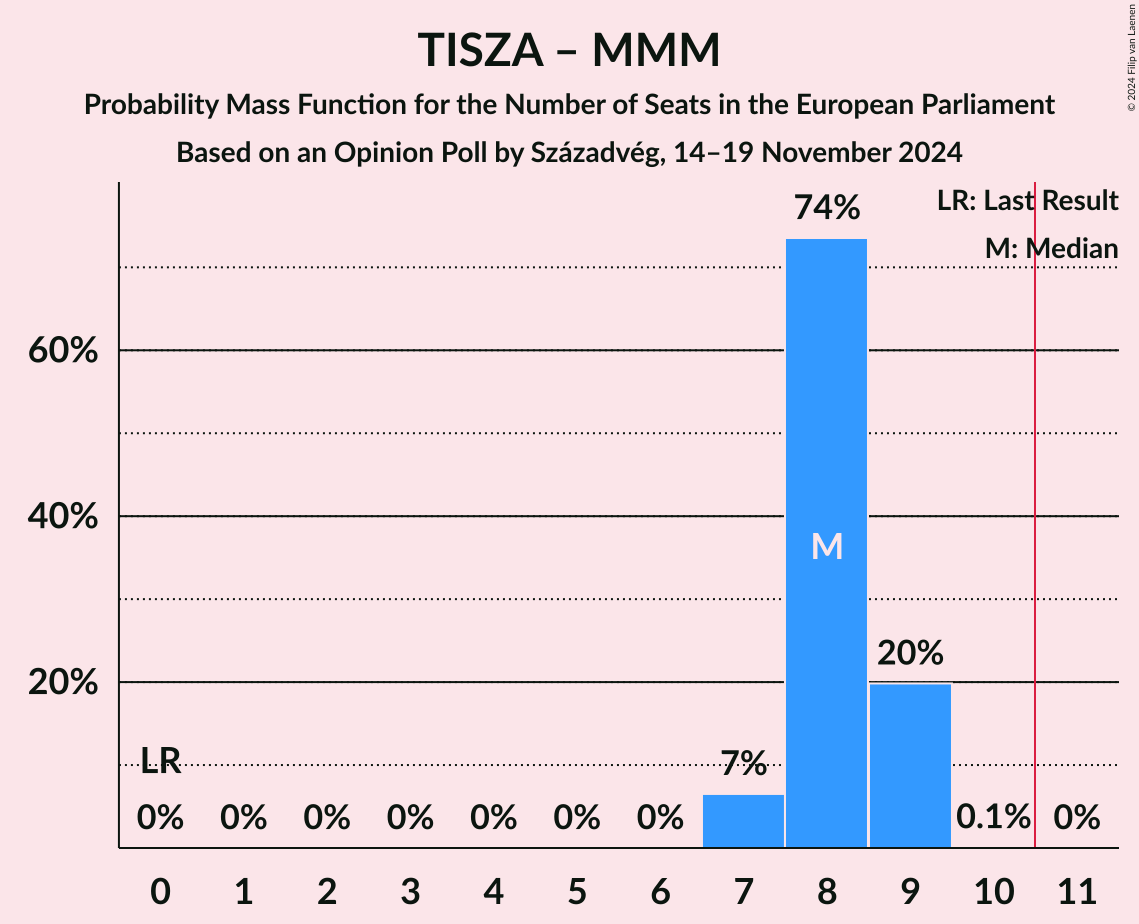 TISZA – MMM
Probability Mass Function for the Number of Seats in the European Parliament
Based on an Opinion Poll by Századvég, 14–19 November 2024
© 2024 Filip van Laenen
LR: Last Result
M: Median
74%
60%
40%
M
20%
20%
LR
7%
0% 0% 0% 0% 0% 0% 0% 0.1% 0%
0 1 2 3 4 5 6 7 8 9 10 11